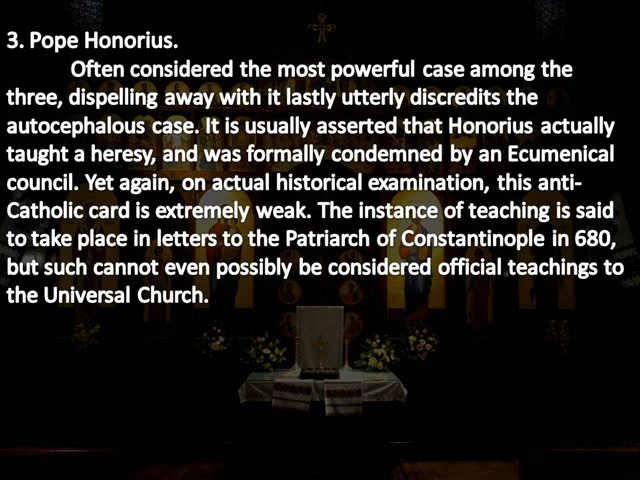 3. Pope Honorius.
Often considered the most powerful case among the
three, dispelling away with it lastly utterly discredits the
autocephalous case. It is usually asserted that Honorius actually
taught a heresy, and was formally condemned by an Ecumenical
council. Yet again, on actual historical examination, this anti-
Catholic card is extremely weak. The instance of teaching is said
to take place in letters to the Patriarch of Constantinople in 680,
but such cannot even possibly be considered official teachings to
the Universal Church.